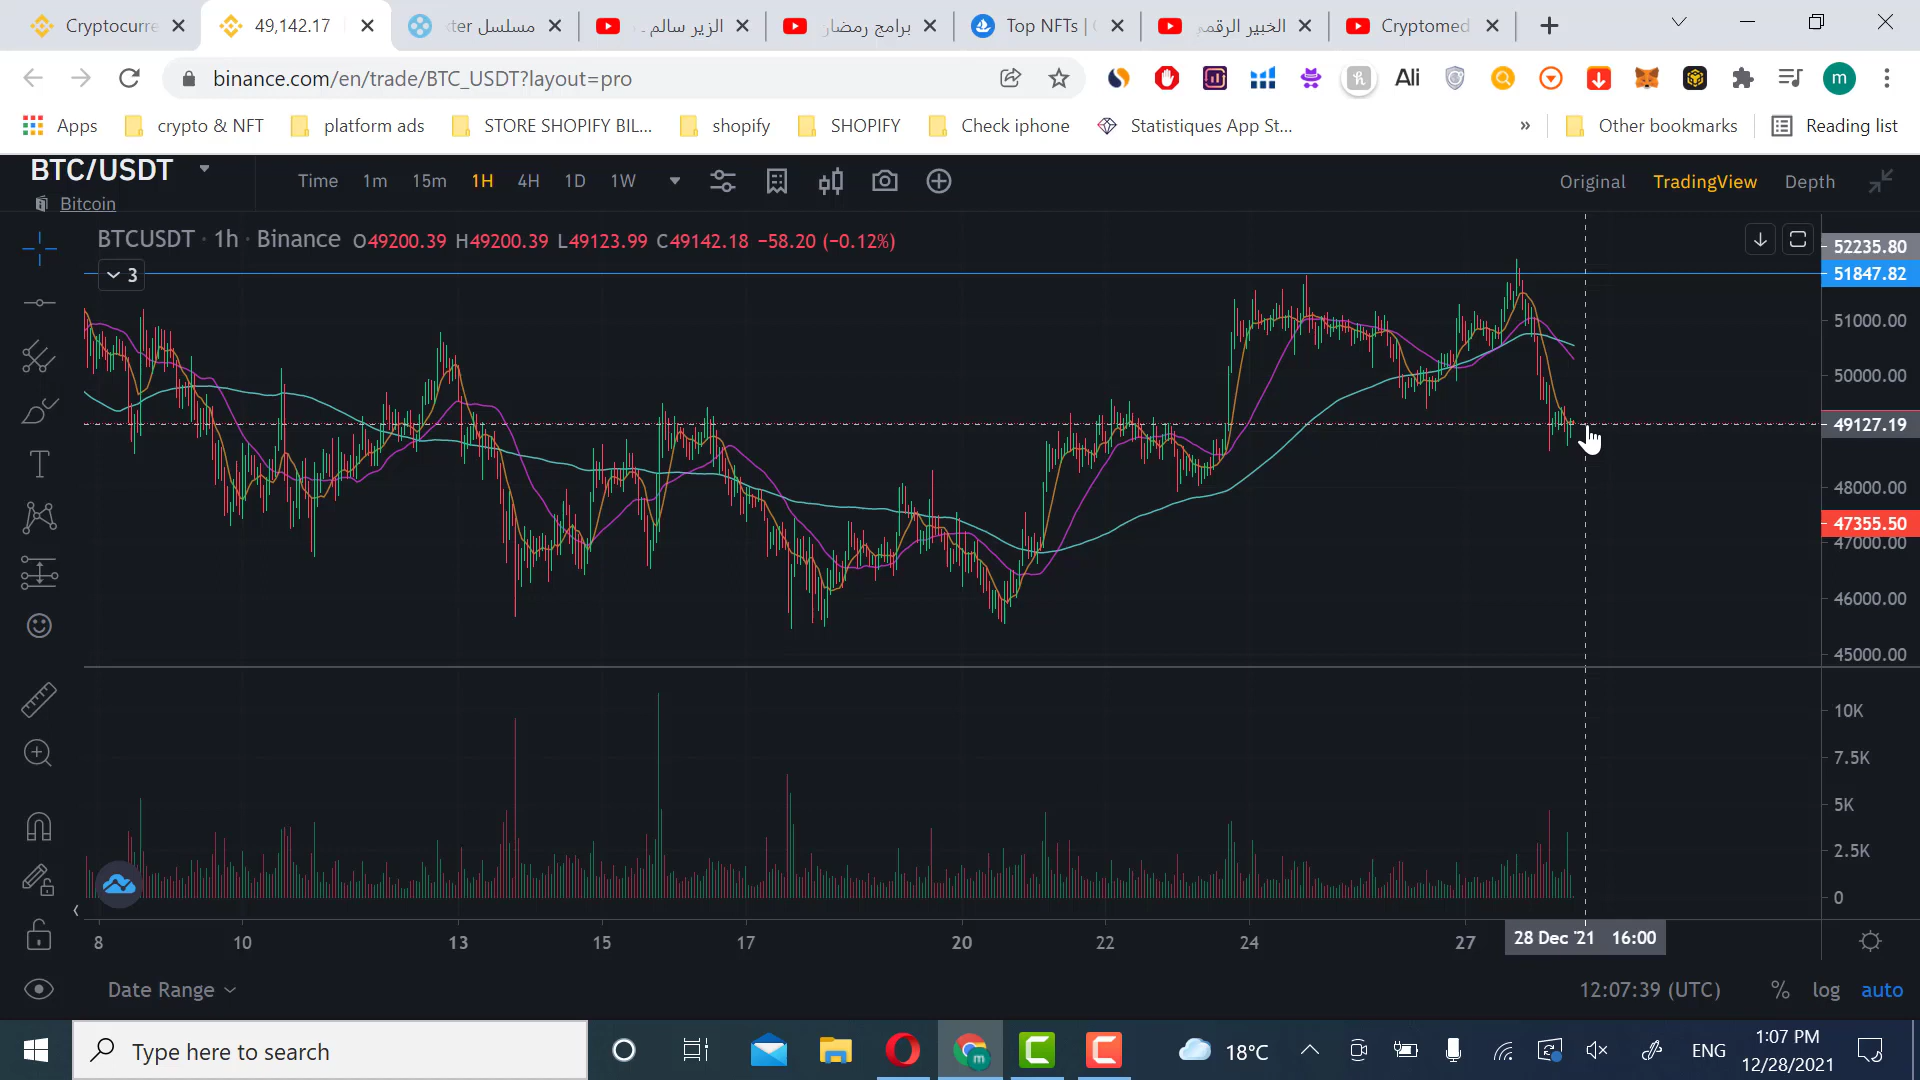 Cryptocurre
49,142.17
مسلسل xter
الزير سالم ـ
برامج رمضان
Top NFTs | 
الخبير الرقمي
Cryptomed
binance.com/en/trade/BTC_USDT?layout=pro
Ali
m
Apps
crypto & NFT
platform ads
STORE SHOPIFY BIL...
shopify
SHOPIFY
Check iphone
Statistiques App St...
»
Other bookmarks
Reading list
BTC/USDT
Bitcoin
Time 1m 15m 1H 4H 1D 1W
Original TradingView Depth
BTCUSDT · 1h · Binance O49200.39 H49200.39 L49123.99 C49142.18 −58.20 (−0.12%)
3
52235.80
51847.82
51000.00
50000.00
49127.19
48000.00
47355.50
47000.00
46000.00
45000.00
10K
7.5K
5K
2.5K
0
8 10 13 15 17 20 22 24 27 28 Dec '21 16:00
Date Range
12:07:39 (UTC) % log auto
Type here to search
18°C
ENG
1:07 PM
12/28/2021